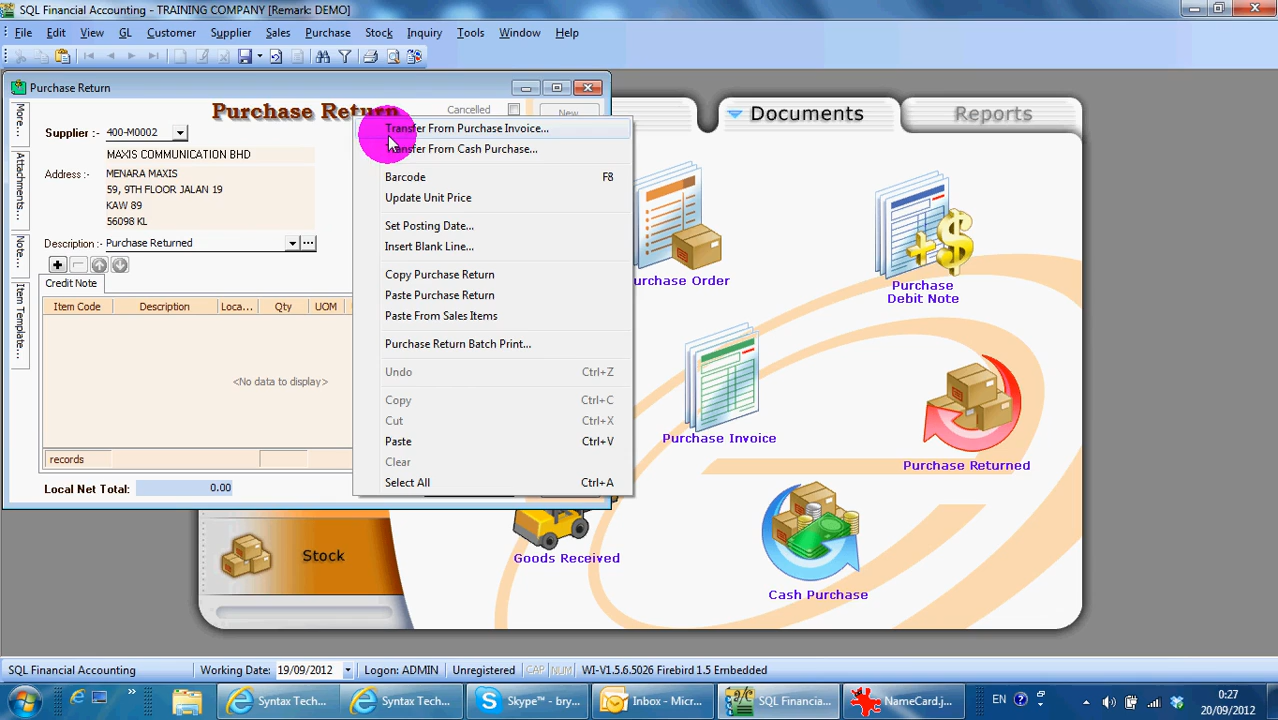 SQL Financial Accounting - TRAINING COMPANY [Remark: DEMO]
File Edit View GL Customer Supplier Sales Purchase Stock Inquiry Tools Window Help
Purchase Return
Purchase Return
Cancelled
New
More...
Attachments...
Note...
Item Template...
Supplier :- 400-M0002
MAXIS COMMUNICATION BHD
Address :- MENARA MAXIS
59, 9TH FLOOR JALAN 19
KAW 89
56098 KL
Description :- Purchase Returned
Credit Note
Item Code Description Loca... Qty UOM
<No data to display>
records
Local Net Total: 0.00
Transfer From Purchase Invoice...
Transfer From Cash Purchase...
Barcode F8
Update Unit Price
Set Posting Date...
Insert Blank Line...
Copy Purchase Return
Paste Purchase Return
Paste From Sales Items
Purchase Return Batch Print...
Undo Ctrl+Z
Copy Ctrl+C
Cut Ctrl+X
Paste Ctrl+V
Clear
Select All Ctrl+A
Documents
Reports
urchase Order
Purchase
Debit Note
Purchase Invoice
Purchase Returned
Goods Received
Cash Purchase
Stock
SQL Financial Accounting Working Date: 19/09/2012 Logon: ADMIN Unregistered CAP NUM WI-V1.5.6.5026 Firebird 1.5 Embedded
Syntax Tech...
Syntax Tech...
Skype™ - bry...
Inbox - Micr...
SQL Financia...
NameCard.j...
EN
0:27
20/09/2012